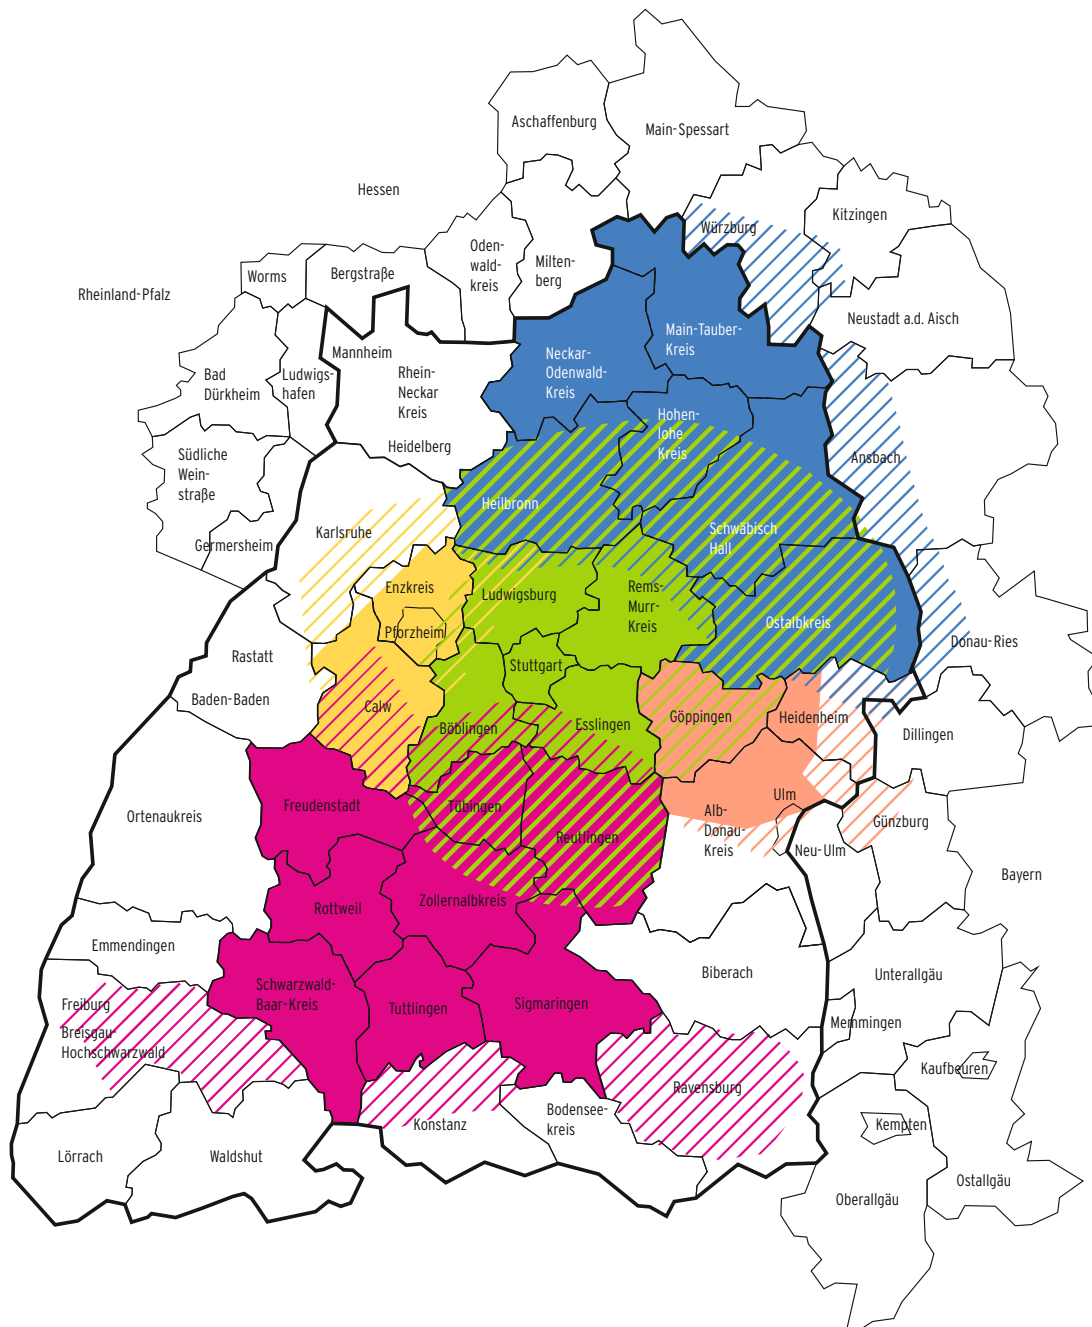 Aschaffenburg
Main-Spessart
Hessen
Kitzingen
Würzburg
Oden-
wald-
kreis
Milten-
berg
Worms
Bergstraße
Rheinland-Pfalz
Neustadt a.d. Aisch
Main-Tauber-
Kreis
Mannheim
Neckar-
Odenwald-
Kreis
Bad
Dürkheim
Ludwigs-
hafen
Rhein-
Neckar
Kreis
Hohen-
lohe
Kreis
Heidelberg
Südliche
Wein-
straße
Ansbach
Heilbronn
Karlsruhe
Schwäbisch
Hall
Germersheim
Enzkreis
Ludwigsburg
Rems-
Murr-
Kreis
Pforzheim
Ostalbkreis
Donau-Ries
Rastatt
Stuttgart
Baden-Baden
Calw
Böblingen
Esslingen
Göppingen
Heidenheim
Dillingen
Freudenstadt
Tübingen
Ulm
Ortenaukreis
Alb-
Donau-
Kreis
Günzburg
Reutlingen
Neu-Ulm
Bayern
Zollernalbkreis
Rottweil
Emmendingen
Biberach
Unterallgäu
Schwarzwald-
Baar-Kreis
Freiburg
Tuttlingen
Sigmaringen
Memmingen
Breisgau-
Hochschwarzwald
Kaufbeuren
Ravensburg
Konstanz
Bodensee-
kreis
Kempten
Lörrach
Waldshut
Ostallgäu
Oberallgäu